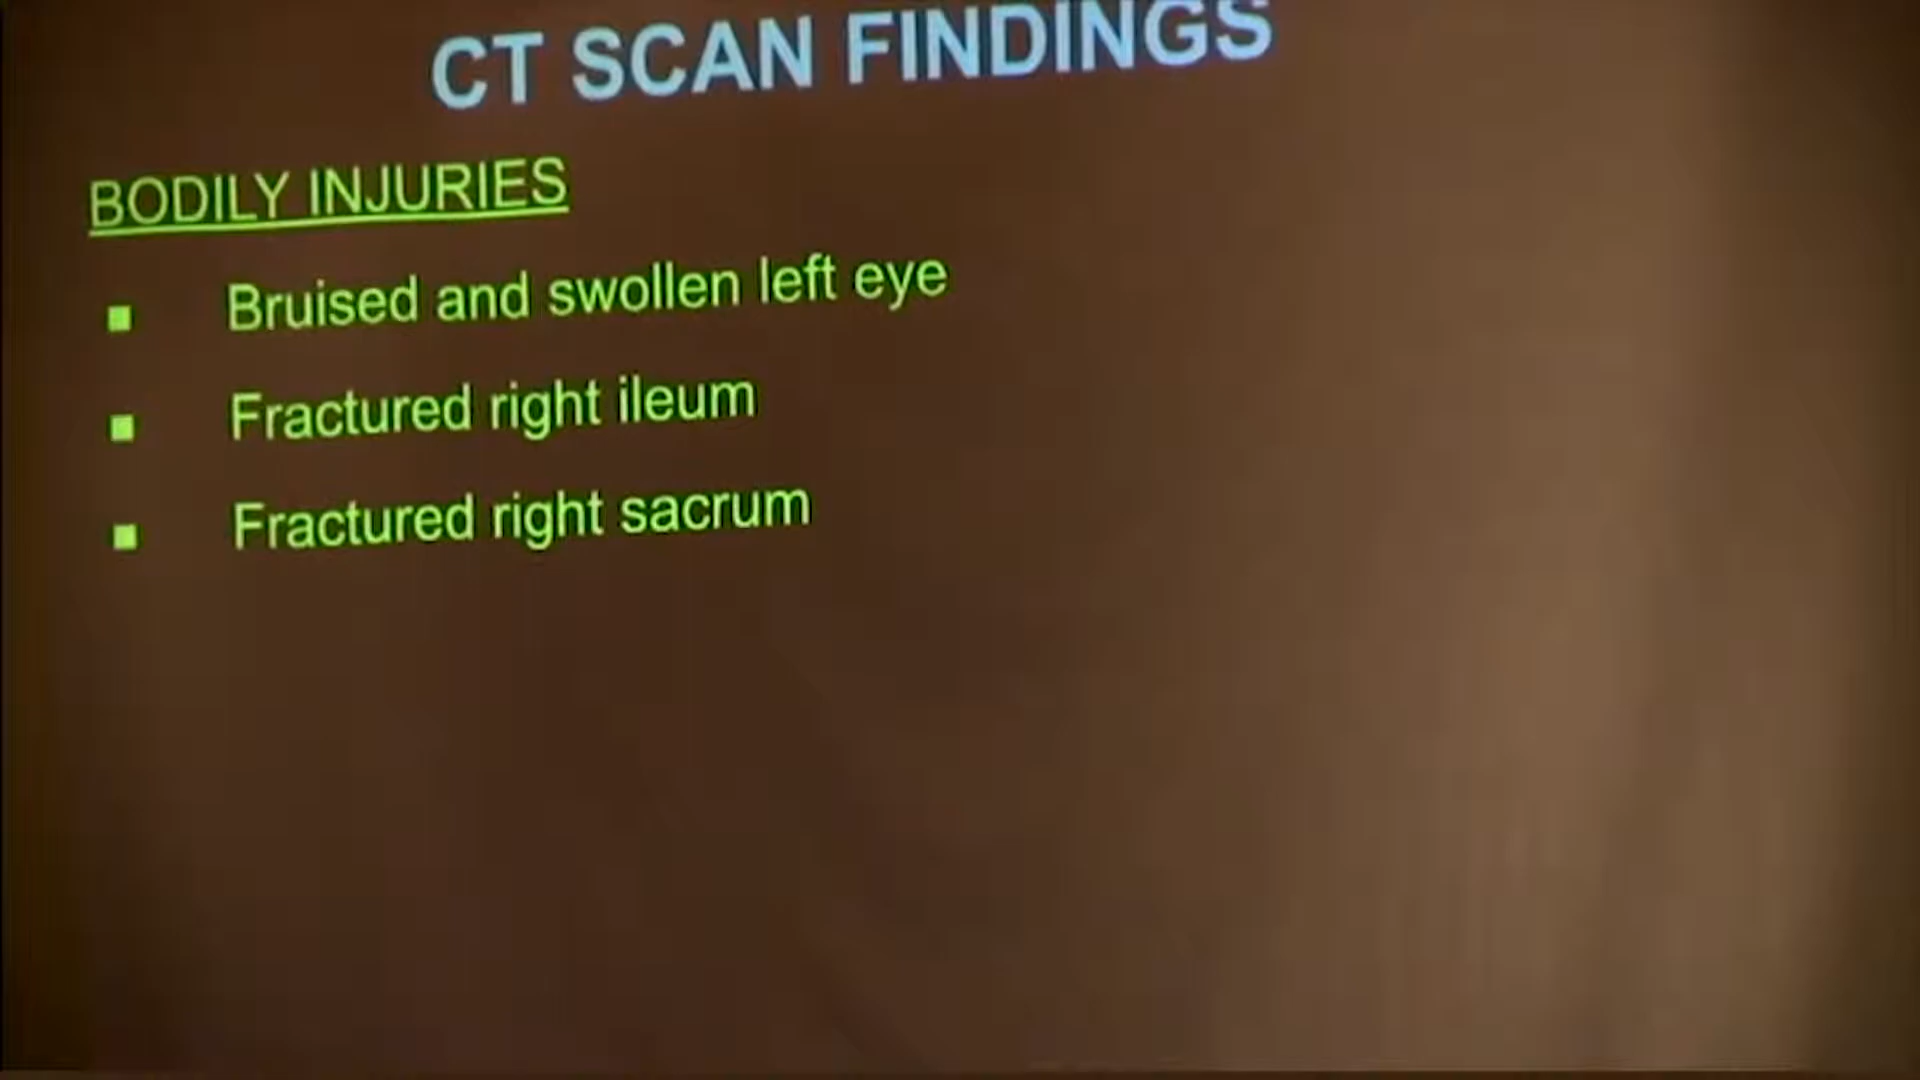 CT SCAN FINDINGS
BODILY INJURIES
▪ Bruised and swollen left eye
▪ Fractured right ileum
▪ Fractured right sacrum